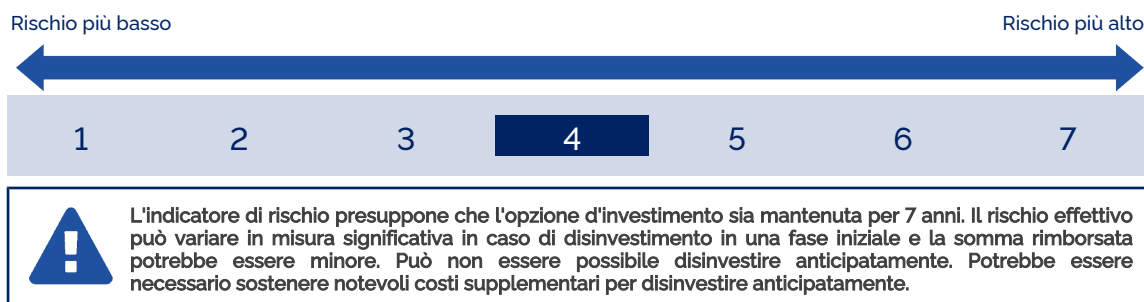 Rischio più basso Rischio più alto
1 2 3 4 5 6 7
L'indicatore di rischio presuppone che l'opzione d'investimento sia mantenuta per 7 anni. Il rischio effettivo
può variare in misura significativa in caso di disinvestimento in una fase iniziale e la somma rimborsata
potrebbe essere minore. Può non essere possibile disinvestire anticipatamente. Potrebbe essere
necessario sostenere notevoli costi supplementari per disinvestire anticipatamente.